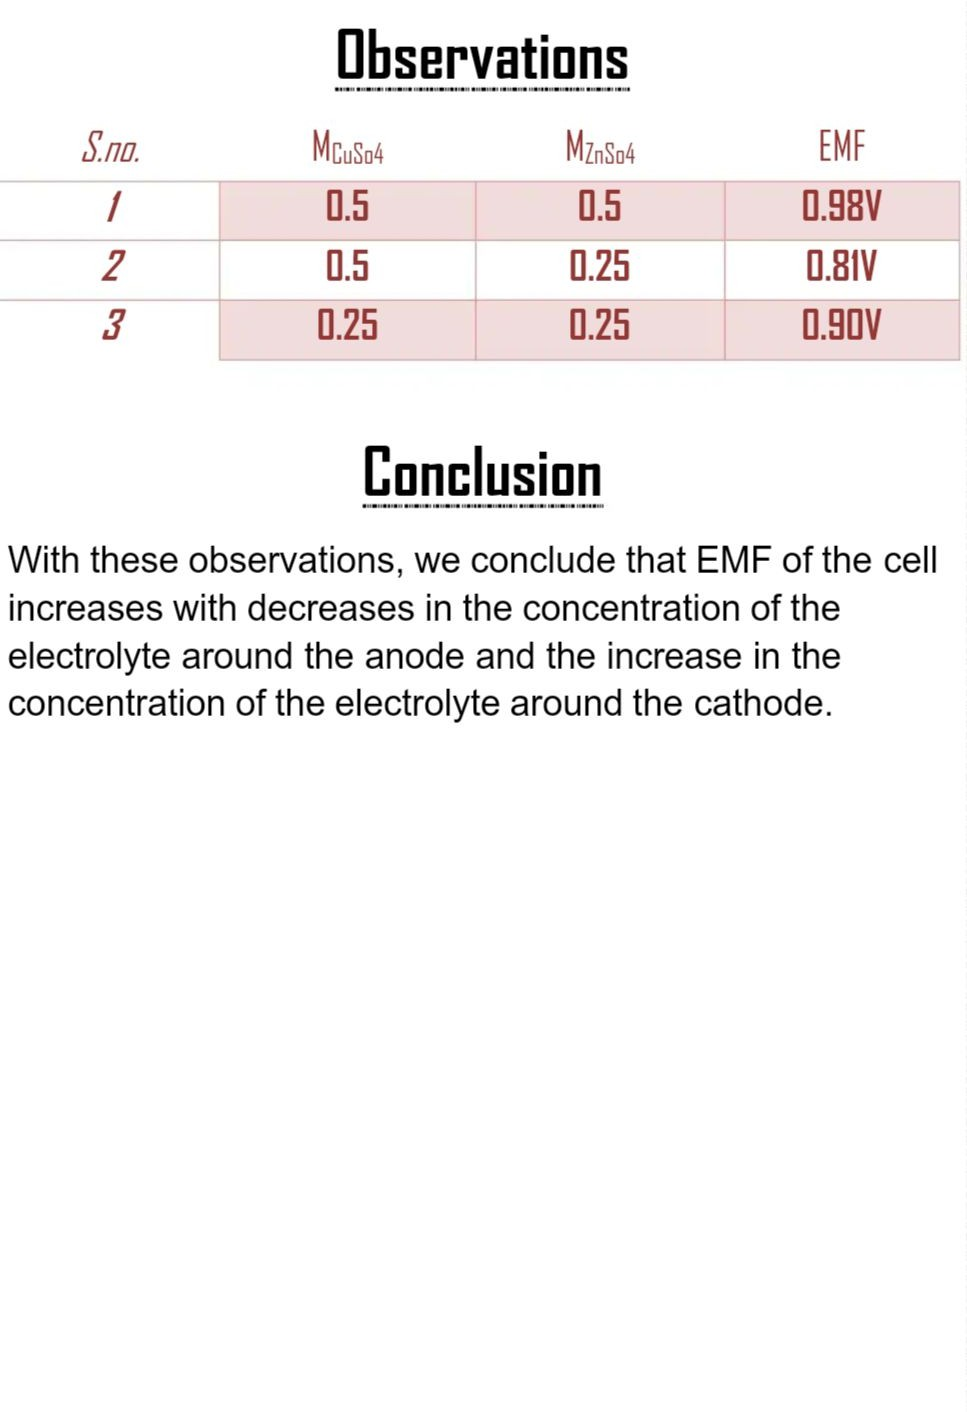 Observations
S.no. MCuSo4 MZnSo4 EMF
1 0.5 0.5 0.98V
2 0.5 0.25 0.81V
3 0.25 0.25 0.90V
Conclusion
With these observations, we conclude that EMF of the cell
increases with decreases in the concentration of the
electrolyte around the anode and the increase in the
concentration of the electrolyte around the cathode.